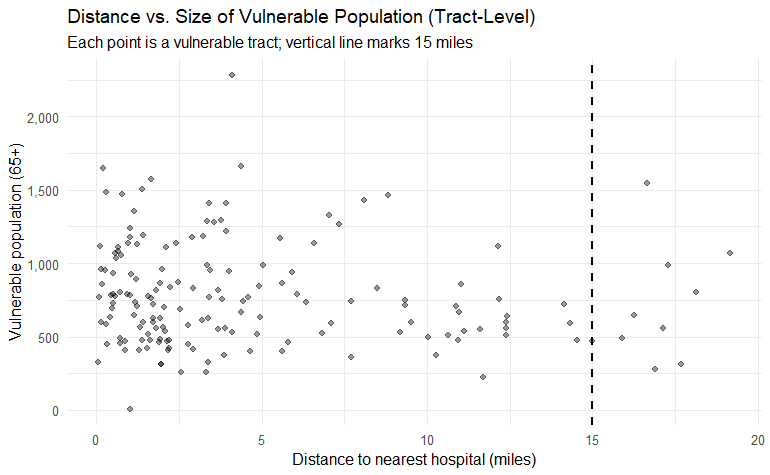 Distance vs. Size of Vulnerable Population (Tract-Level)
Each point is a vulnerable tract; vertical line marks 15 miles
Vulnerable population (65+)
2,000
1,500
1,000
500
0
0 5 10 15 20
Distance to nearest hospital (miles)